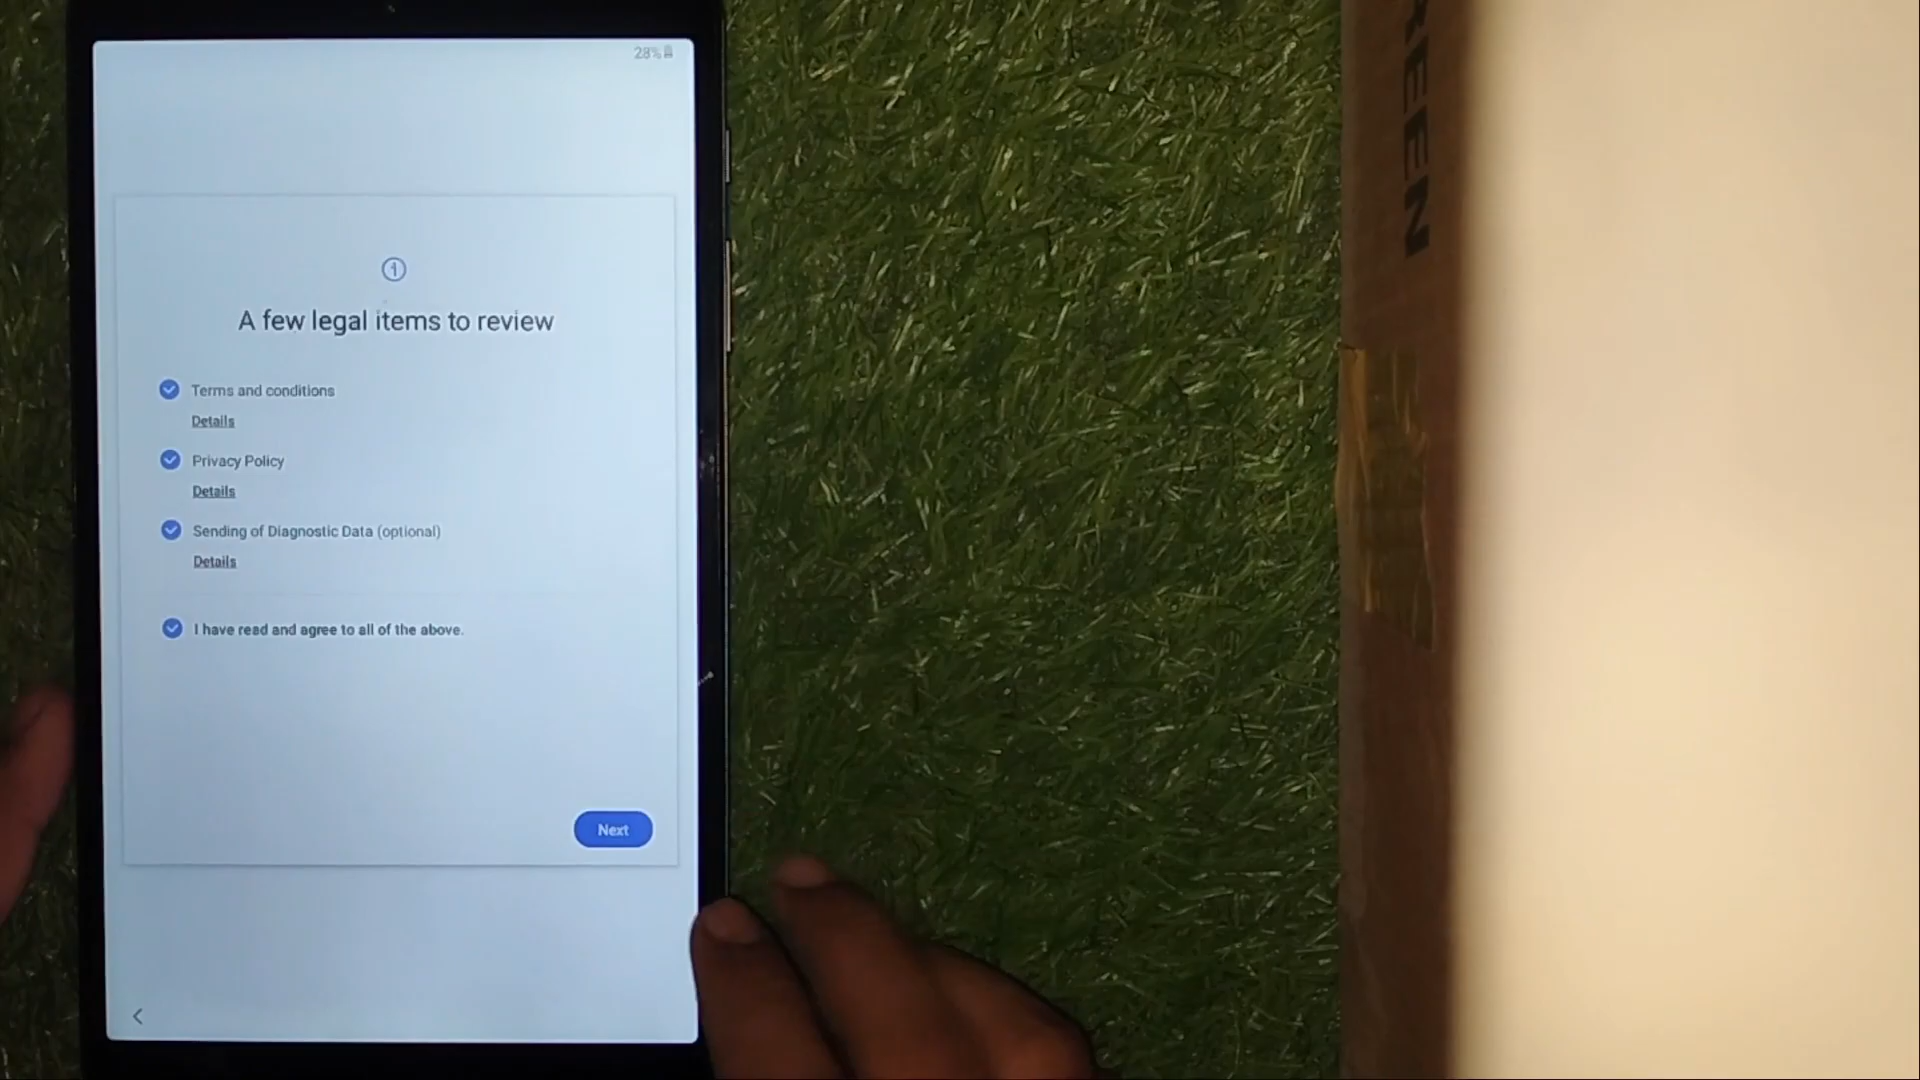 28%
A few legal items to review
Terms and conditions
Details
Privacy Policy
Details
Sending of Diagnostic Data (optional)
Details
I have read and agree to all of the above.
Next
REEN